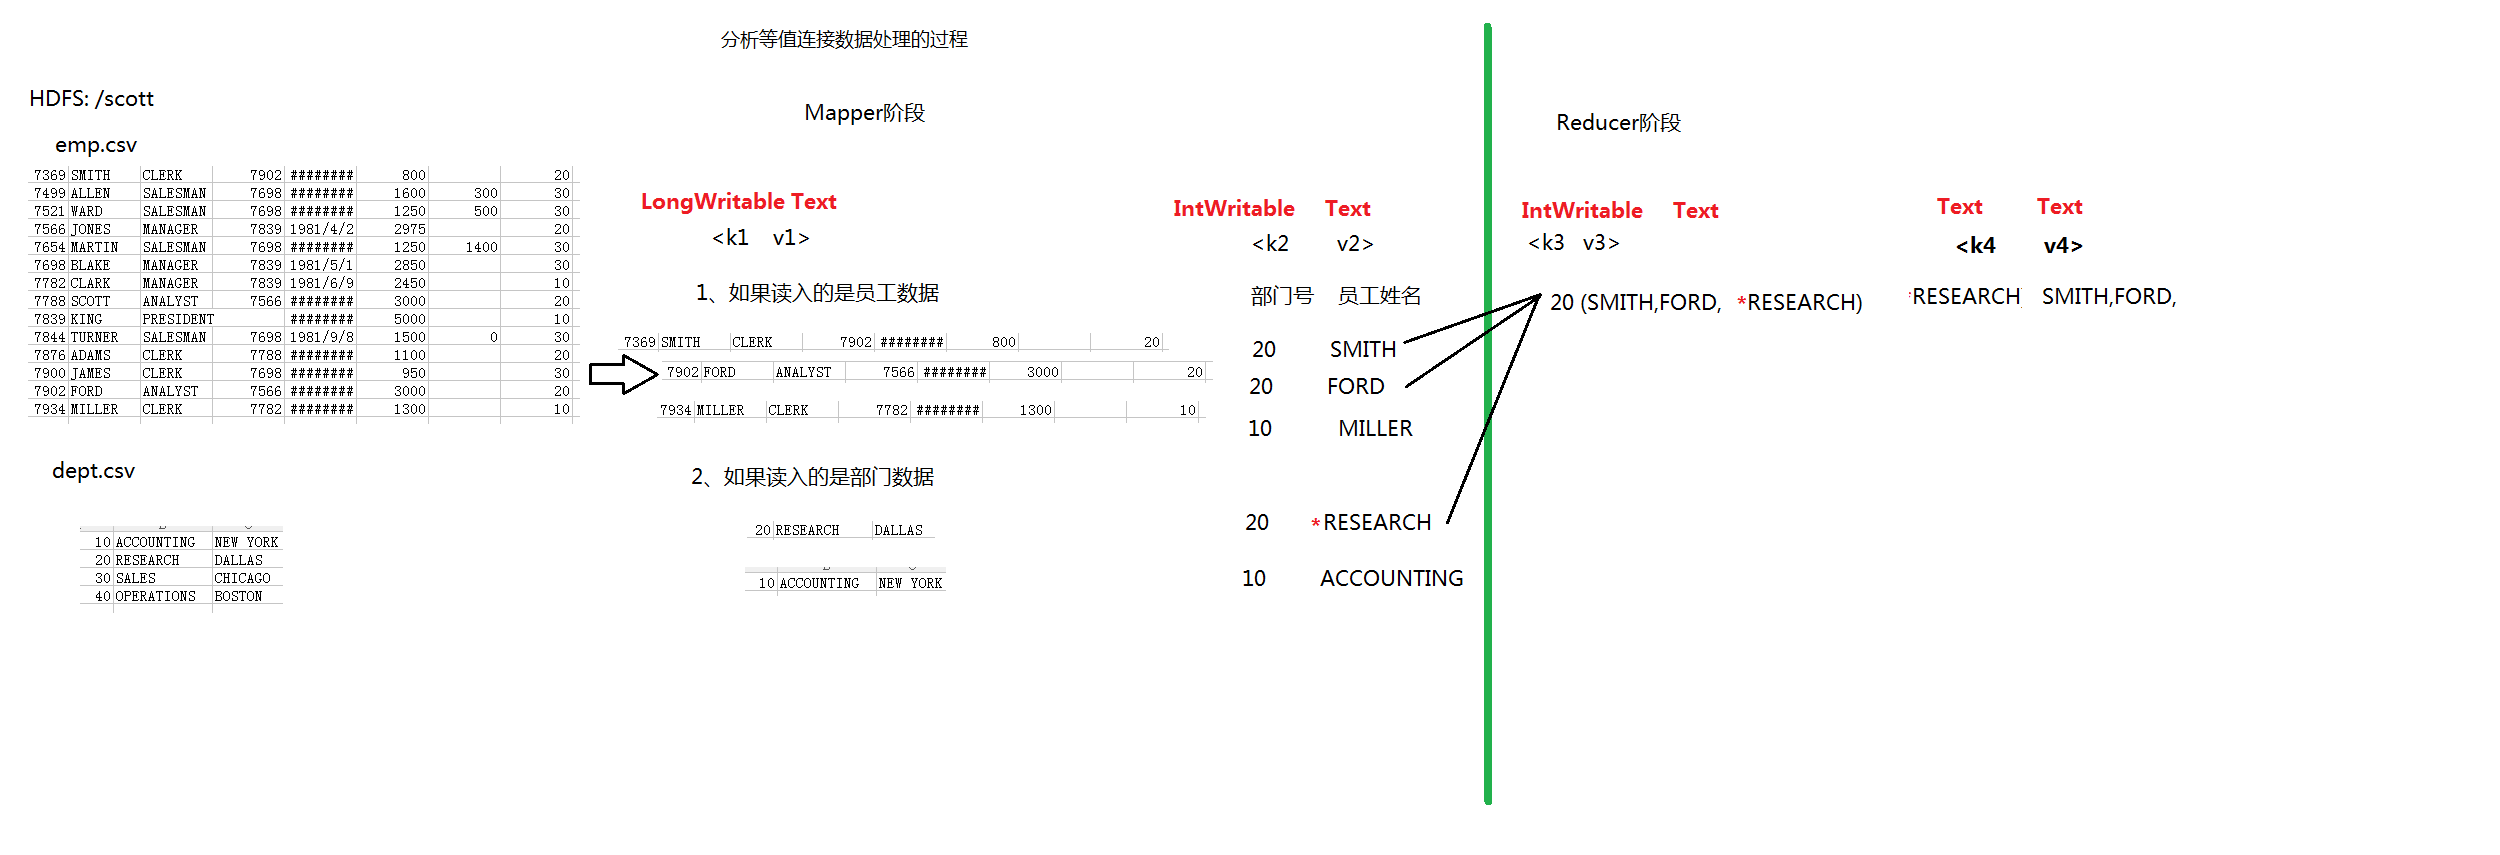 分析等值连接数据处理的过程
HDFS: /scott
Mapper阶段
Reducer阶段
emp.csv
7369 SMITH CLERK 7902 ######## 800 20
7499 ALLEN SALESMAN 7698 ######## 1600 300 30
7521 WARD SALESMAN 7698 ######## 1250 500 30
7566 JONES MANAGER 7839 1981/4/2 2975 20
7654 MARTIN SALESMAN 7698 ######## 1250 1400 30
7698 BLAKE MANAGER 7839 1981/5/1 2850 30
7782 CLARK MANAGER 7839 1981/6/9 2450 10
7788 SCOTT ANALYST 7566 ######## 3000 20
7839 KING PRESIDENT ######## 5000 10
7844 TURNER SALESMAN 7698 1981/9/8 1500 0 30
7876 ADAMS CLERK 7788 ######## 1100 20
7900 JAMES CLERK 7698 ######## 950 30
7902 FORD ANALYST 7566 ######## 3000 20
7934 MILLER CLERK 7782 ######## 1300 10
dept.csv
10 ACCOUNTING NEW YORK
20 RESEARCH DALLAS
30 SALES CHICAGO
40 OPERATIONS BOSTON
LongWritable Text
<k1 v1>
1、如果读入的是员工数据
7369 SMITH CLERK 7902 ######## 800 20
7902 FORD ANALYST 7566 ######## 3000 20
7934 MILLER CLERK 7782 ######## 1300 10
2、如果读入的是部门数据
20 RESEARCH DALLAS
10 ACCOUNTING NEW YORK
IntWritable Text
<k2 v2>
部门号 员工姓名
20 SMITH
20 FORD
10 MILLER
20 *RESEARCH
10 ACCOUNTING
IntWritable Text
<k3 v3>
20 (SMITH,FORD, *RESEARCH)
Text Text
<k4 v4>
RESEARCH SMITH,FORD,